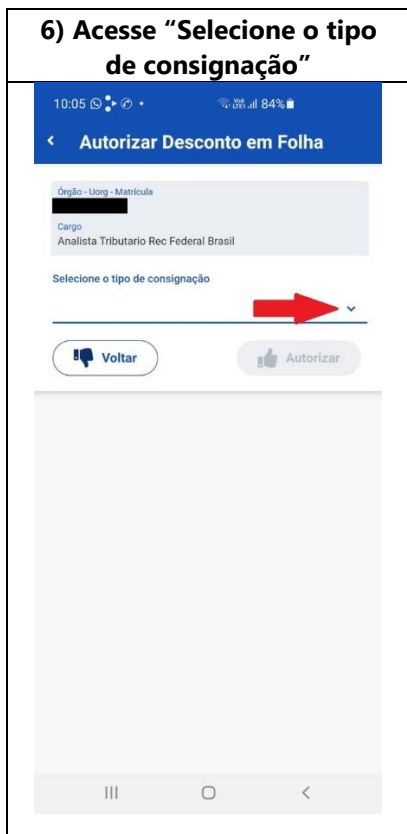 6) Acesse “Selecione o tipo
de consignação”
10:05 84%
Autorizar Desconto em Folha
Órgão - Uorg - Matrícula
Cargo
Analista Tributario Rec Federal Brasil
Selecione o tipo de consignação
Voltar Autorizar